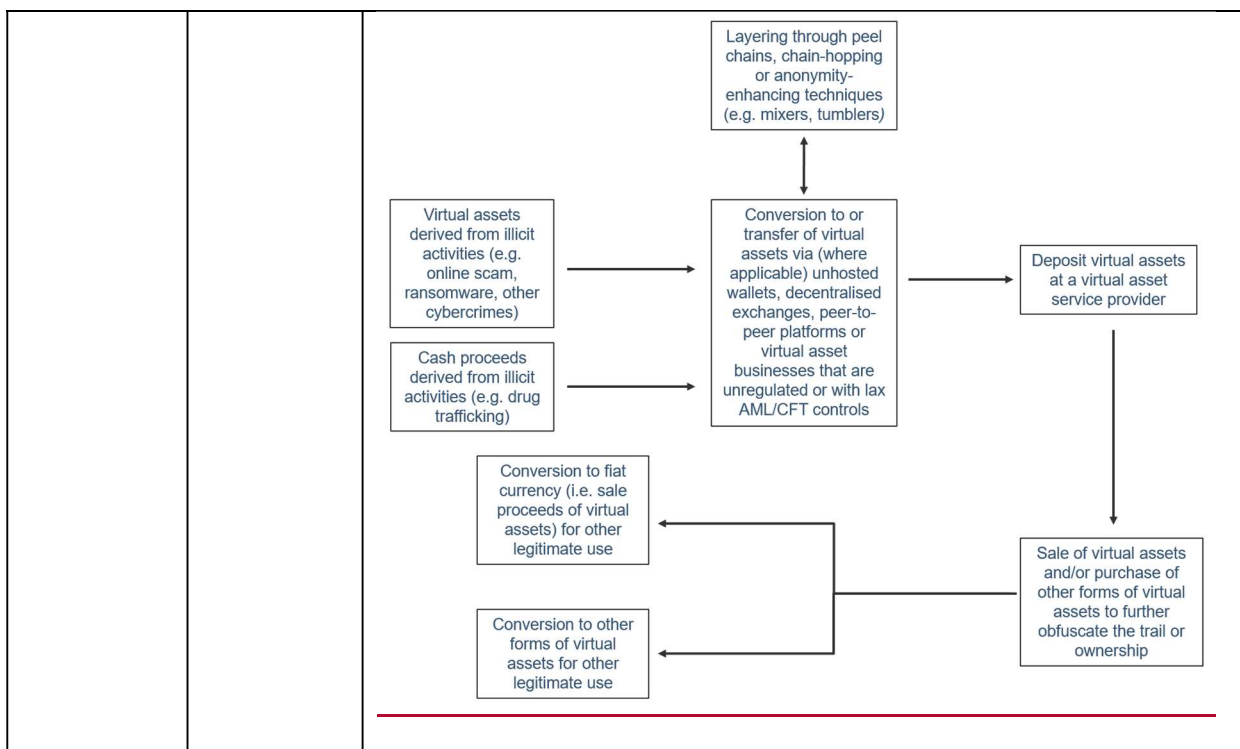 Layering through peel
chains, chain-hopping
or anonymity-
enhancing techniques
(e.g. mixers, tumblers)
Virtual assets
derived from illicit
activities (e.g.
online scam,
ransomware, other
cybercrimes)
Conversion to or
transfer of virtual
assets via (where
applicable) unhosted
wallets, decentralised
exchanges, peer-to-
peer platforms or
virtual asset
businesses that are
unregulated or with lax
AML/CFT controls
Deposit virtual assets
at a virtual asset
service provider
Cash proceeds
derived from illicit
activities (e.g. drug
trafficking)
Conversion to fiat
currency (i.e. sale
proceeds of virtual
assets) for other
legitimate use
Sale of virtual assets
and/or purchase of
other forms of virtual
assets to further
obfuscate the trail or
ownership
Conversion to other
forms of virtual
assets for other
legitimate use